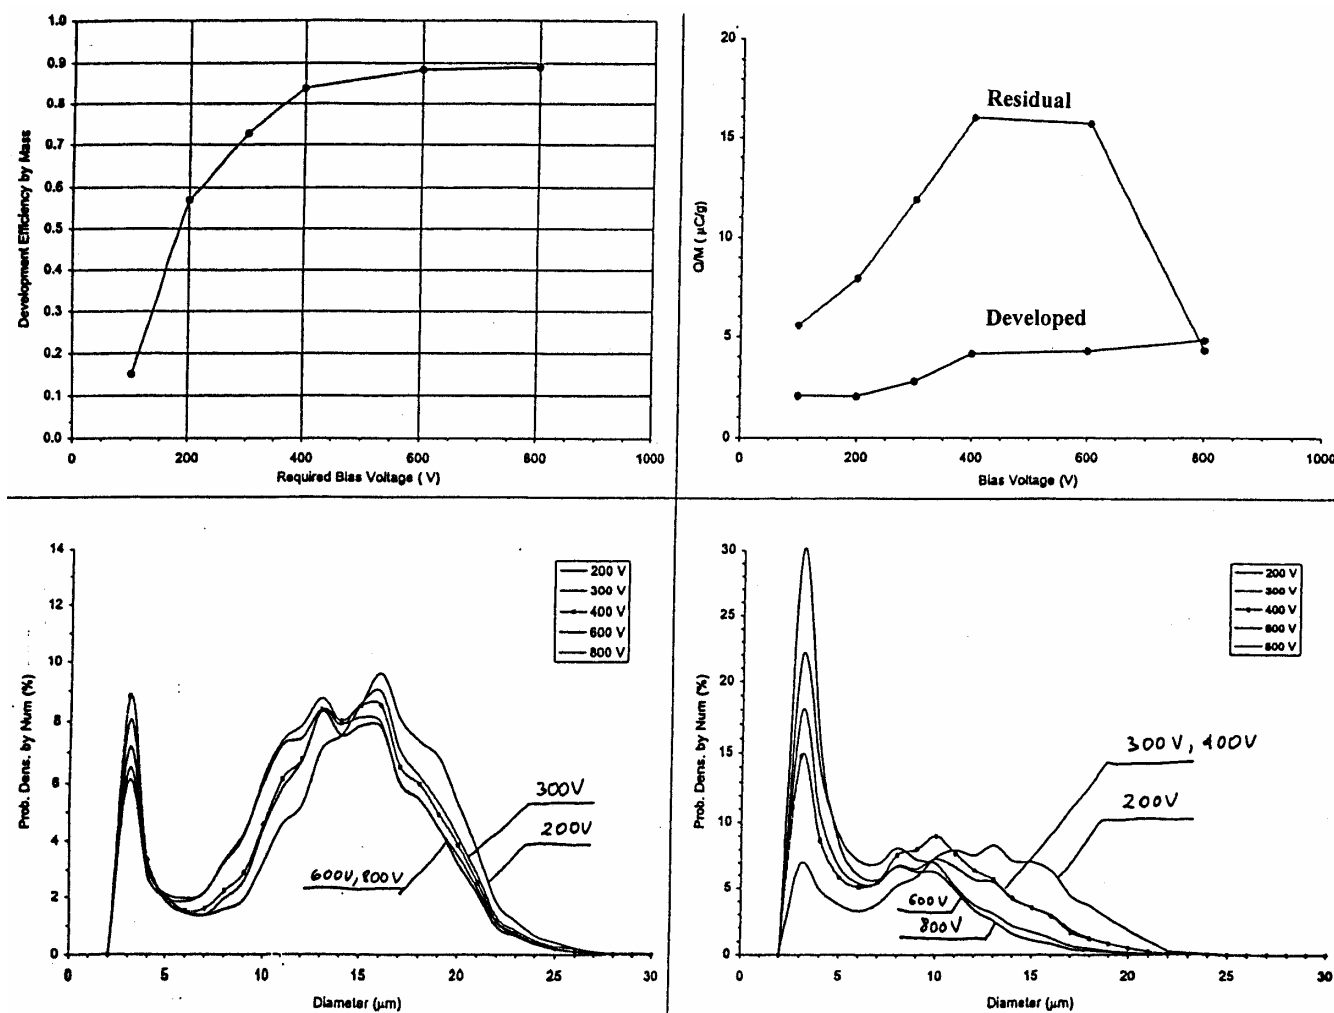 1.0
0.9
0.8
0.7
0.6
0.5
0.4
0.3
0.2
0.1
0.0
Development Efficiency by Mass
0
200
400
600
800
1000
Required Bias Voltage ( V)
20
15
10
5
0
Q/M ( µC/g)
Residual
Developed
0
200
400
600
800
1000
Bias Voltage (V)
14
12
10
8
6
4
2
0
Prob. Dens. by Num (%)
200 V
300 V
400 V
600 V
800 V
300V
200V
600V, 800V
0
5
10
15
20
25
30
Diameter (µm)
30
25
20
15
10
5
0
Prob. Dens. by Num (%)
200 V
300 V
400 V
600 V
800 V
300V, 400V
200V
600V
800V
0
5
10
15
20
25
30
Diameter (µm)